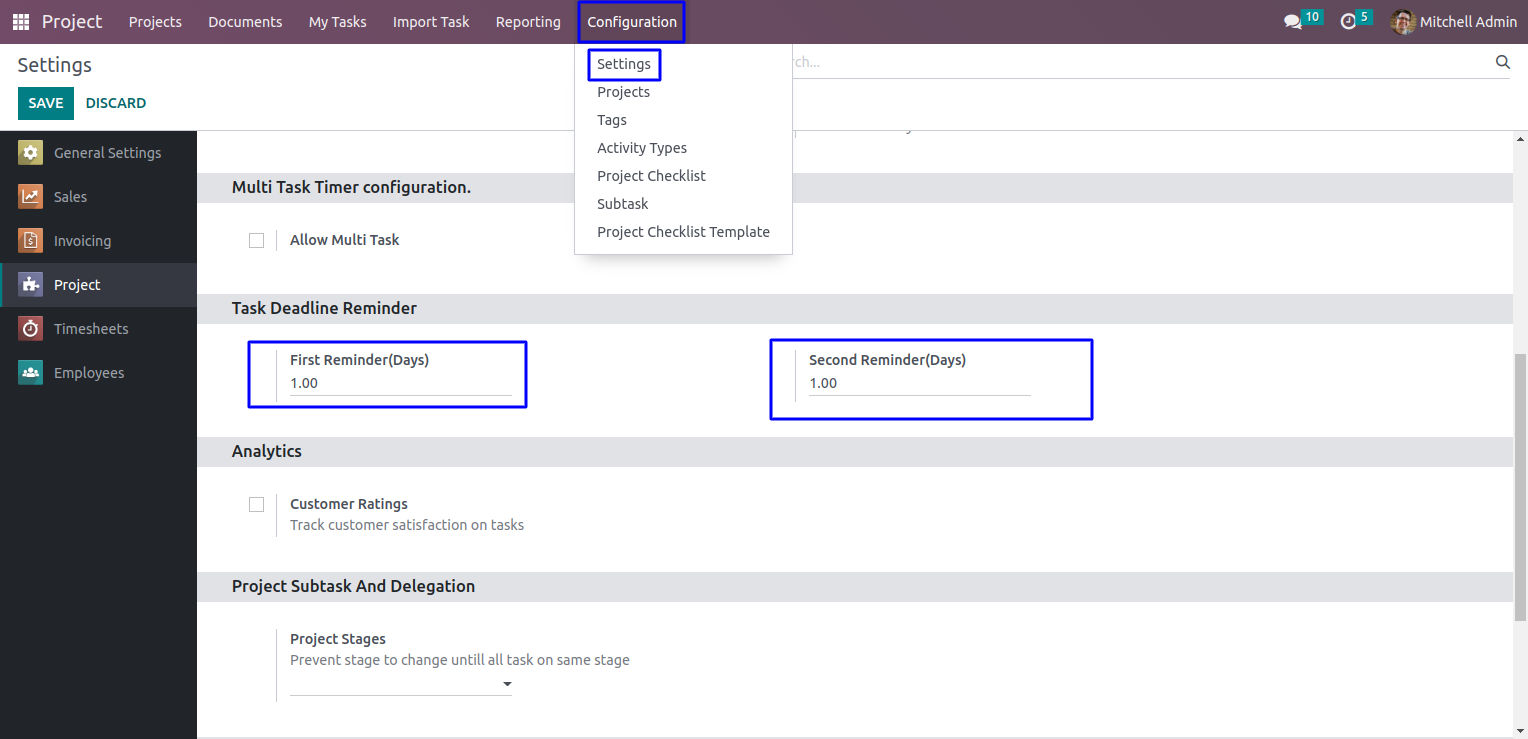 Project Projects Documents My Tasks Import Task Reporting Configuration 10 5 Mitchell Admin
Settings
SAVE DISCARD
Settings
Projects
Tags
Activity Types
Project Checklist
Subtask
Project Checklist Template
General Settings
Sales
Invoicing
Project
Timesheets
Employees
Multi Task Timer configuration.
Allow Multi Task
Task Deadline Reminder
First Reminder(Days)
1.00
Second Reminder(Days)
1.00
Analytics
Customer Ratings
Track customer satisfaction on tasks
Project Subtask And Delegation
Project Stages
Prevent stage to change untill all task on same stage